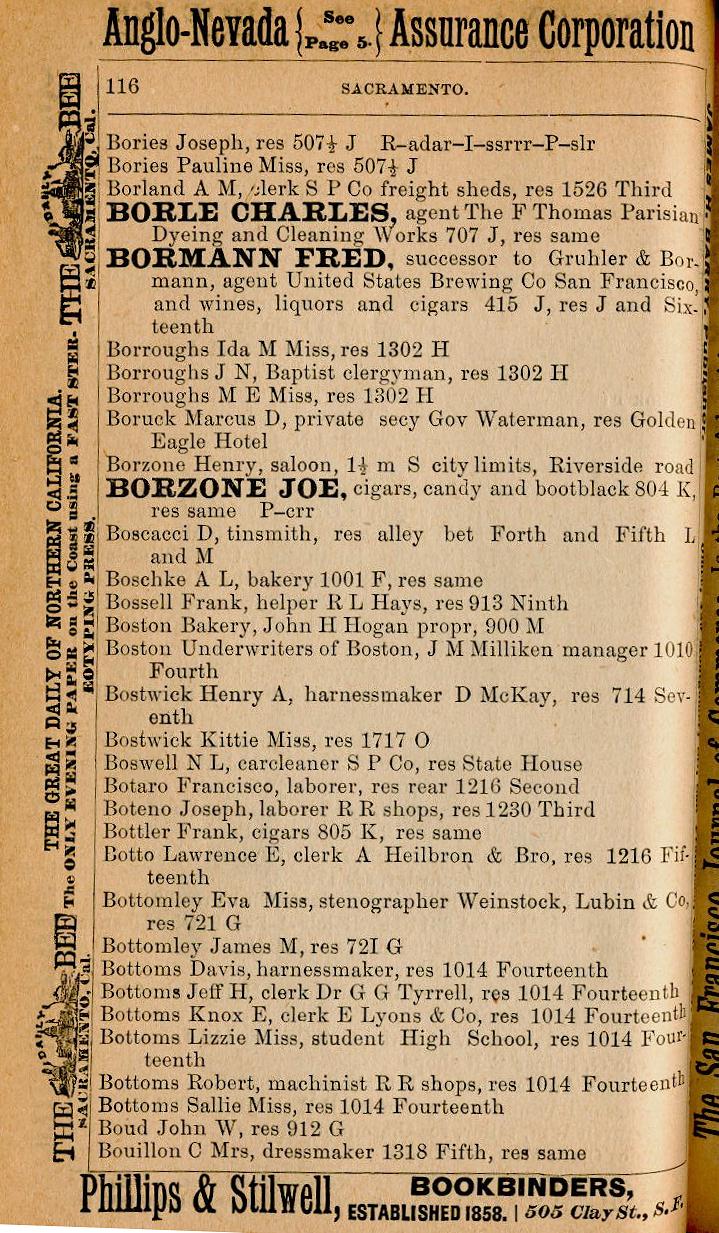 Anglo-Nevada { See Page 5. } Assurance Corporation
116 SACRAMENTO.
Bories Joseph, res 507½ J R-adar-I-ssrrr-P-slr
Bories Pauline Miss, res 507½ J
Borland A M, clerk S P Co freight sheds, res 1526 Third
BORLE CHARLES, agent The F Thomas Parisian
Dyeing and Cleaning Works 707 J, res same
BORMANN FRED, successor to Gruhler & Bor-
mann, agent United States Brewing Co San Francisco,
and wines, liquors and cigars 415 J, res J and Six-
teenth
Borroughs Ida M Miss, res 1302 H
Borroughs J N, Baptist clergyman, res 1302 H
Borroughs M E Miss, res 1302 H
Boruck Marcus D, private secy Gov Waterman, res Golden
Eagle Hotel
Borzone Henry, saloon, 1½ m S city limits, Riverside road
BORZONE JOE, cigars, candy and bootblack 804 K,
res same P-crr
Boscacci D, tinsmith, res alley bet Forth and Fifth L
and M
Boschke A L, bakery 1001 F, res same
Bossell Frank, helper R L Hays, res 913 Ninth
Boston Bakery, John H Hogan propr, 900 M
Boston Underwriters of Boston, J M Milliken manager 1010
Fourth
Bostwick Henry A, harnessmaker D McKay, res 714 Sev-
enth
Bostwick Kittie Miss, res 1717 O
Boswell N L, carcleaner S P Co, res State House
Botaro Francisco, laborer, res rear 1216 Second
Boteno Joseph, laborer R R shops, res 1230 Third
Bottler Frank, cigars 805 K, res same
Botto Lawrence E, clerk A Heilbron & Bro, res 1216 Fif-
teenth
Bottomley Eva Miss, stenographer Weinstock, Lubin & Co,
res 721 G
Bottomley James M, res 72I G
Bottoms Davis, harnessmaker, res 1014 Fourteenth
Bottoms Jeff H, clerk Dr G G Tyrrell, res 1014 Fourteenth
Bottoms Knox E, clerk E Lyons & Co, res 1014 Fourteenth
Bottoms Lizzie Miss, student High School, res 1014 Four-
teenth
Bottoms Robert, machinist R R shops, res 1014 Fourteenth
Bottoms Sallie Miss, res 1014 Fourteenth
Boud John W, res 912 G
Bouillon C Mrs, dressmaker 1318 Fifth, res same
Phillips & Stilwell, BOOKBINDERS,
ESTABLISHED 1858. | 505 Clay St., S. F.
THE DAILY BEE
SACRAMENTO, Cal.
THE GREAT DAILY OF NORTHERN CALIFORNIA.
The ONLY EVENING PAPER on the Coast using a FAST STER-
EOTYPING PRESS.
THE DAILY BEE
SACRAMENTO, Cal.
JAMES H. BARRY,
The San Francisco Journal of Commerce